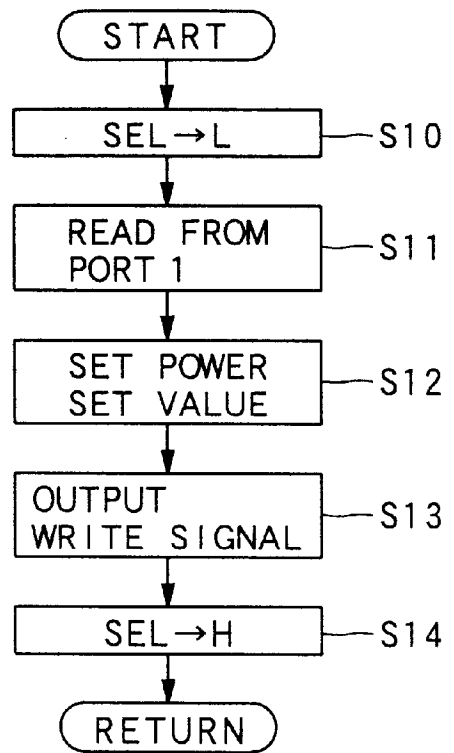 START
SEL→L
S10
READ FROM
PORT 1
S11
SET POWER
SET VALUE
S12
OUTPUT
WRITE SIGNAL
S13
SEL→H
S14
RETURN